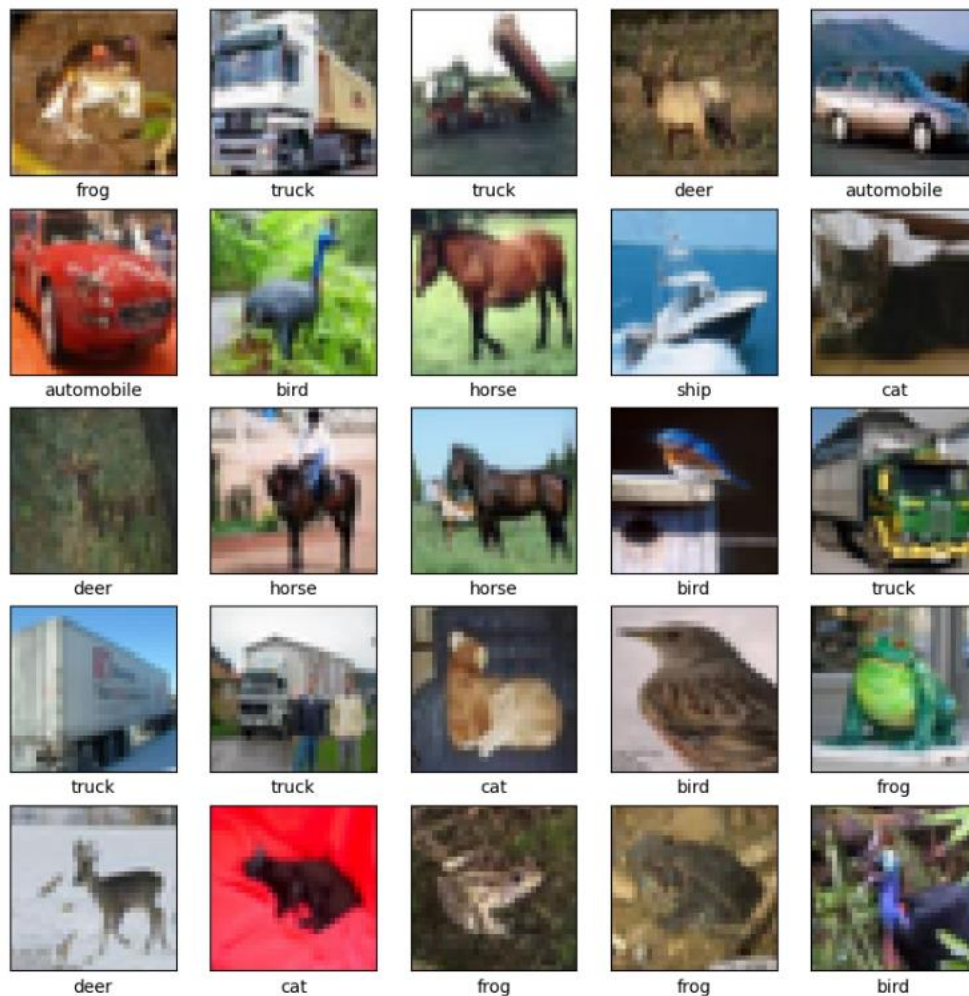 frog truck truck deer automobile
automobile bird horse ship cat
deer horse horse bird truck
truck truck cat bird frog
deer cat frog frog bird